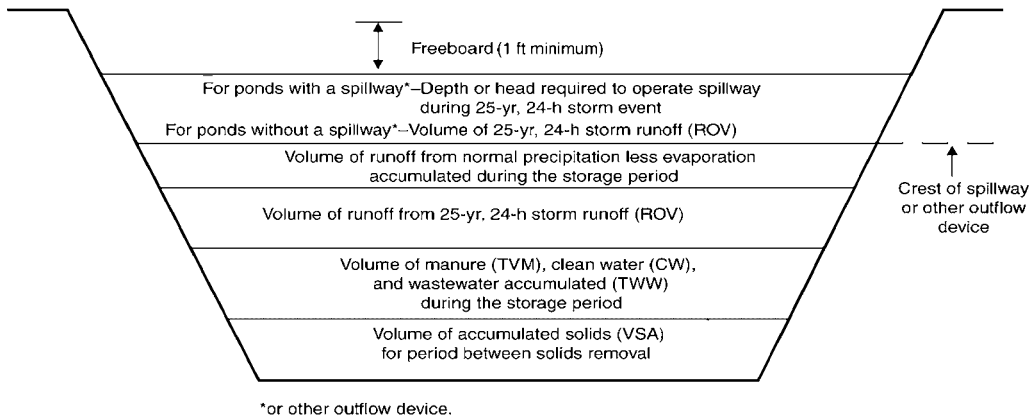 Freeboard (1 ft minimum)
For ponds with a spillway*–Depth or head required to operate spillway
during 25-yr, 24-h storm event
For ponds without a spillway*–Volume of 25-yr, 24-h storm runoff (ROV)
Volume of runoff from normal precipitation less evaporation
accumulated during the storage period
Crest of spillway
or other outflow
device
Volume of runoff from 25-yr, 24-h storm runoff (ROV)
Volume of manure (TVM), clean water (CW),
and wastewater accumulated (TWW)
during the storage period
Volume of accumulated solids (VSA)
for period between solids removal
*or other outflow device.